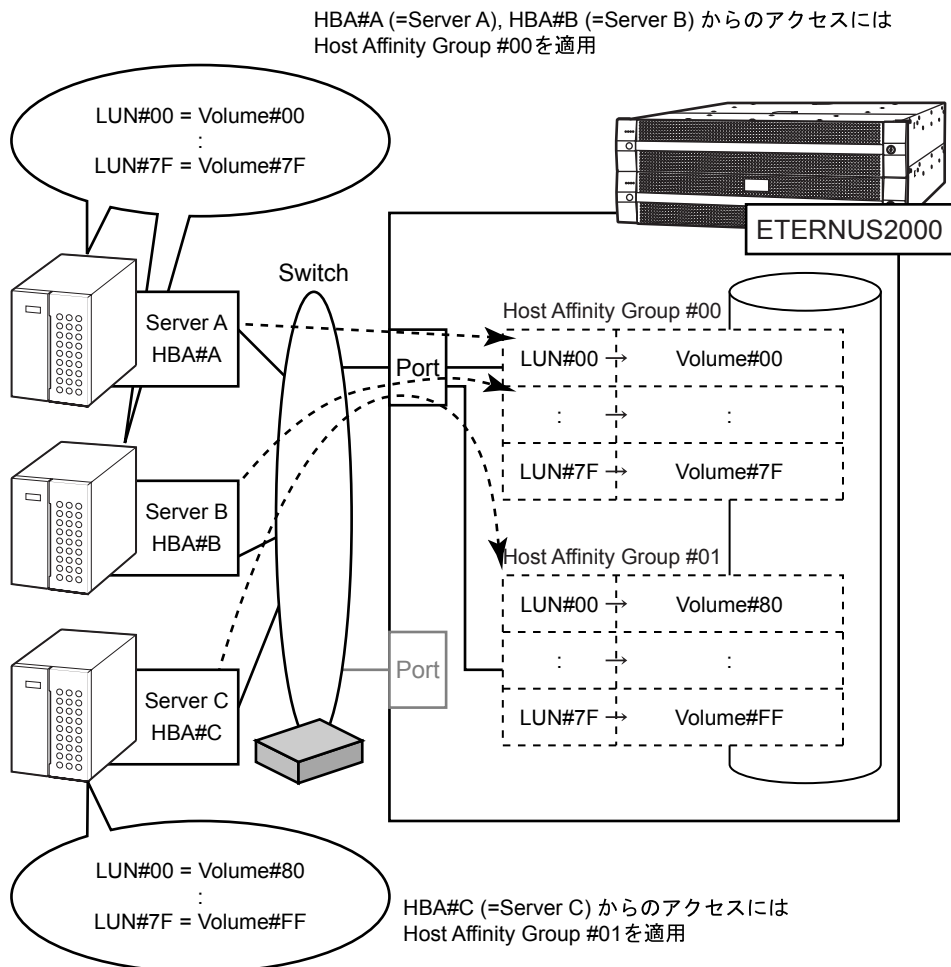 HBA#A (=Server A), HBA#B (=Server B) からのアクセスには
Host Affinity Group #00を適用
LUN#00 = Volume#00
:
LUN#7F = Volume#7F
ETERNUS2000
Switch
Server A
HBA#A
Port
Host Affinity Group #00
LUN#00 → Volume#00
: → :
LUN#7F → Volume#7F
Server B
HBA#B
Host Affinity Group #01
LUN#00 → Volume#80
: → :
LUN#7F → Volume#FF
Port
Server C
HBA#C
LUN#00 = Volume#80
:
LUN#7F = Volume#FF
HBA#C (=Server C) からのアクセスには
Host Affinity Group #01を適用